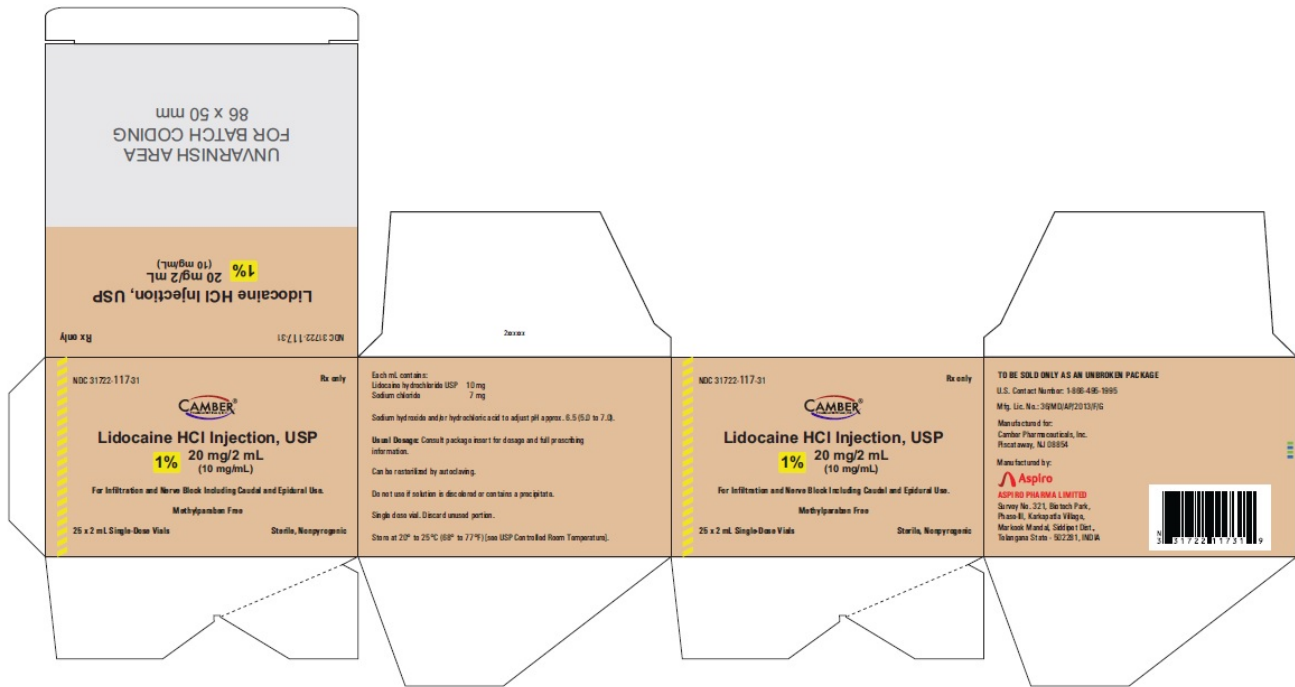 UNVARNISH AREA
FOR BATCH CODING
86 x 50 mm
NDC 31722-117-31 Rx only
Lidocaine HCl Injection, USP
1% 20 mg/2 mL
(10 mg/mL)
2xxxxx
NDC 31722-117-31 Rx only
CAMBER®
Lidocaine HCl Injection, USP
1% 20 mg/2 mL
(10 mg/mL)
For Infiltration and Nerve Block Including Caudal and Epidural Use.
Methylparaben Free
25 x 2 mL Single-Dose Vials Sterile, Nonpyrogenic
Each mL contains:
Lidocaine hydrochloride USP 10 mg
Sodium chloride 7 mg
Sodium hydroxide and/or hydrochloric acid to adjust pH approx. 6.5 (5.0 to 7.0).
Usual Dosage: Consult package insert for dosage and full prescribing
information.
Can be resterilized by autoclaving.
Do not use if solution is discolored or contains a precipitate.
Single dose vial. Discard unused portion.
Store at 20° to 25°C (68° to 77°F) [see USP Controlled Room Temperature].
NDC 31722-117-31 Rx only
CAMBER®
Lidocaine HCl Injection, USP
1% 20 mg/2 mL
(10 mg/mL)
For Infiltration and Nerve Block Including Caudal and Epidural Use.
Methylparaben Free
25 x 2 mL Single-Dose Vials Sterile, Nonpyrogenic
TO BE SOLD ONLY AS AN UNBROKEN PACKAGE
U.S. Contact Number: 1-866-495-1995
Mfg. Lic. No.: 36/MD/AP/2013/F/G
Manufactured for:
Camber Pharmaceuticals, Inc.
Piscataway, NJ 08854
Manufactured by:
Aspiro
ASPIRO PHARMA LIMITED
Survey No. 321, Biotech Park,
Phase-III, Karkapatla Village,
Markook Mandal, Siddipet Dist.,
Telangana State - 502281, INDIA
N
3 31722 11731 9